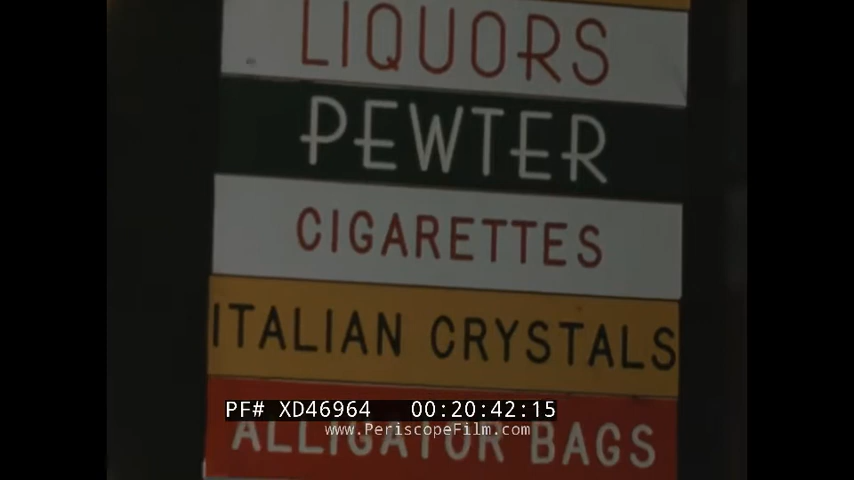 LIQUORS
PEWTER
CIGARETTES
ITALIAN CRYSTALS
PF# XD46964 00:20:42:15
www.PeriscopeFilm.com
ALLIGATOR BAGS